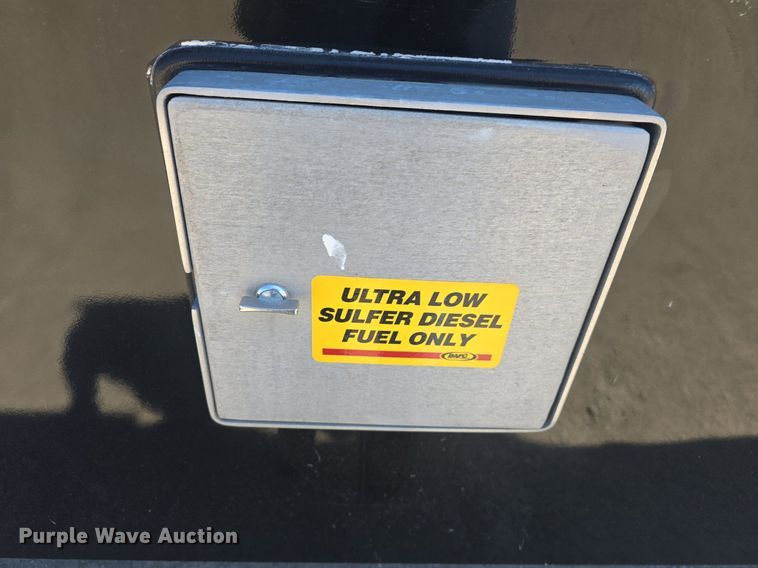 ULTRA LOW
SULFER DIESEL
FUEL ONLY
Purple Wave Auction